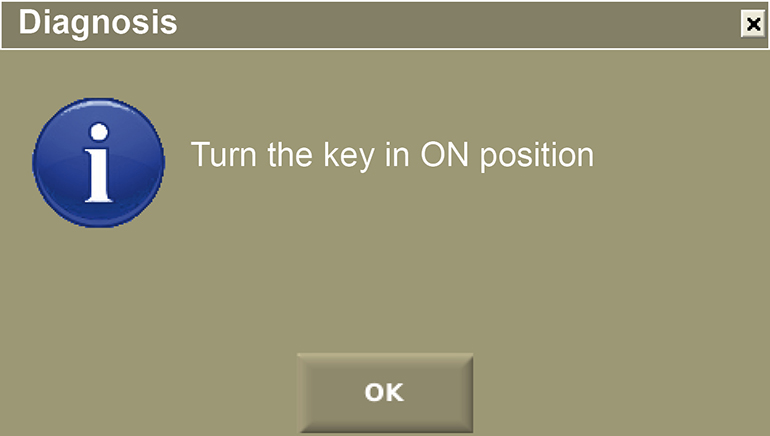 Diagnosis
Turn the key in ON position
OK